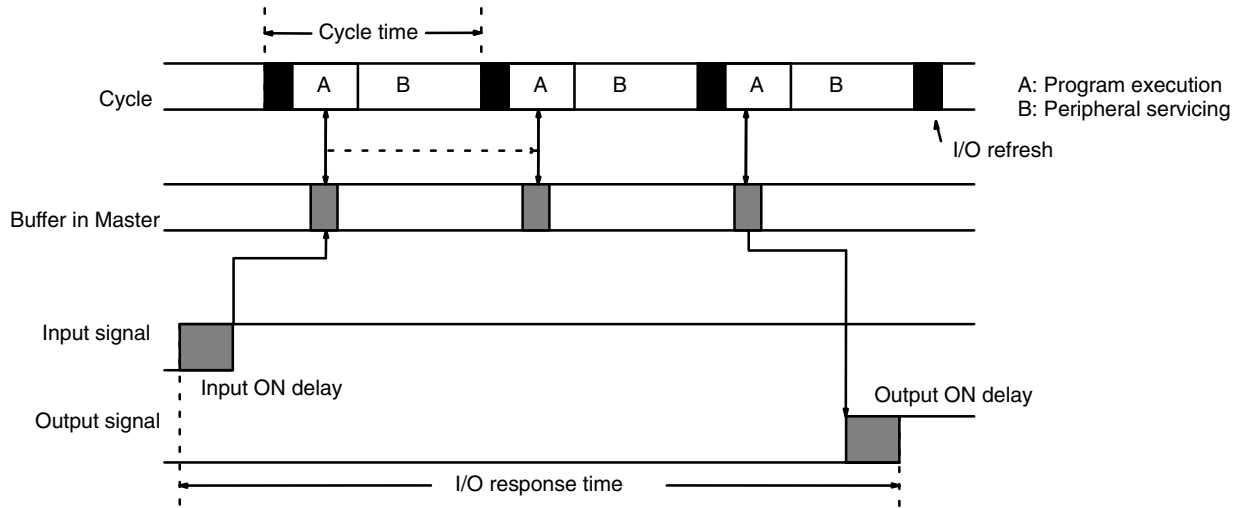 Cycle time
Cycle
A
B
A
B
A
B
A: Program execution
B: Peripheral servicing
I/O refresh
Buffer in Master
Input signal
Input ON delay
Output ON delay
Output signal
I/O response time